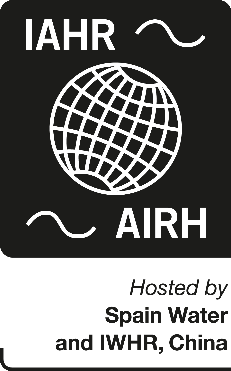 IAHR
AIRH
Hosted by
Spain Water
and IWHR, China